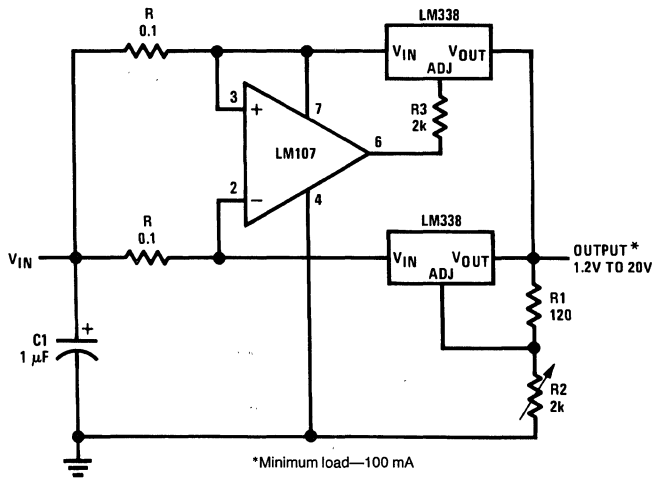 R
0.1
LM338
VIN
VOUT
ADJ
R3
2k
3
+
7
LM107
6
2
−
4
R
0.1
LM338
VIN
VIN
VOUT
ADJ
OUTPUT*
1.2V TO 20V
R1
120
C1
1 μF
+
R2
2k
*Minimum load—100 mA